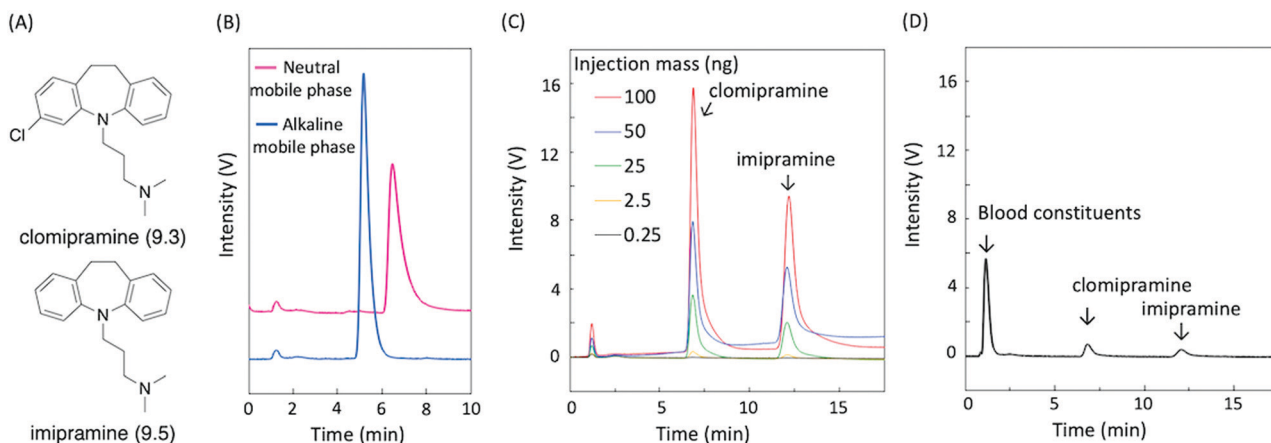 (A)
Cl
N
N
clomipramine (9.3)
N
N
imipramine (9.5)
(B)
Intensity (V)
Neutral
mobile phase
Alkaline
mobile phase
0 2 4 6 8 10
Time (min)
(C)
Intensity (V)
16
12
8
4
0
Injection mass (ng)
100
50
25
2.5
0.25
clomipramine
imipramine
0 5 10 15
Time (min)
(D)
Intensity (V)
16
12
8
4
0
Blood constituents
clomipramine
imipramine
0 5 10 15
Time (min)